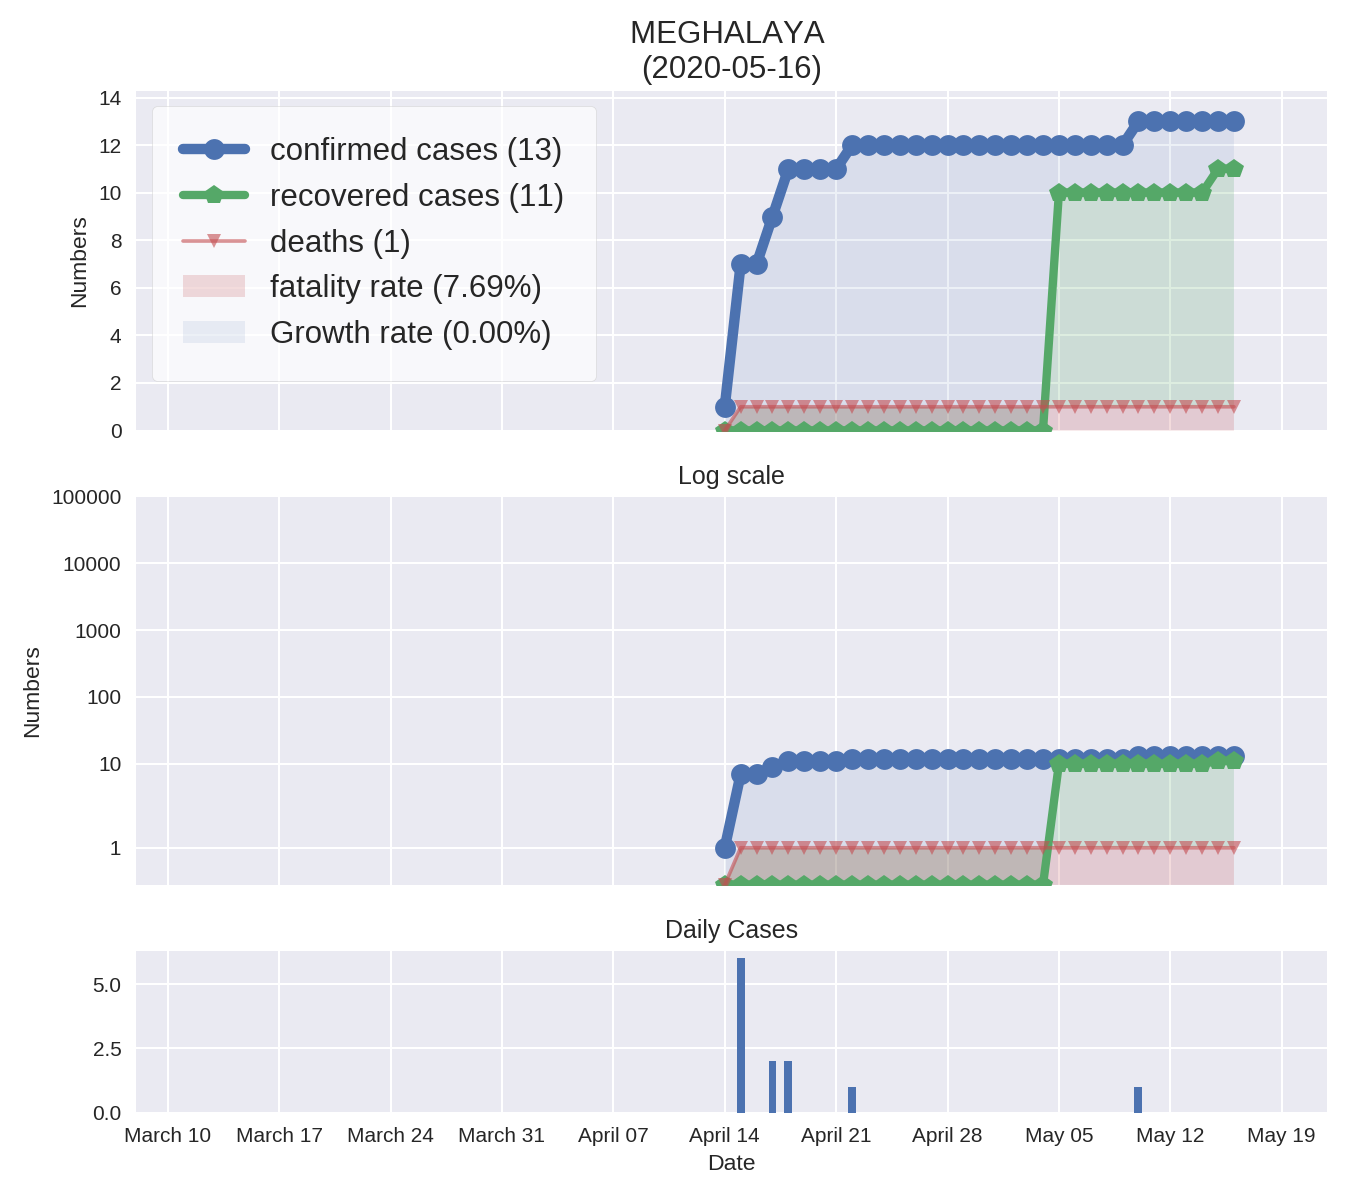 MEGHALAYA
(2020-05-16)
14
12
10
8
6
4
2
0
Numbers
confirmed cases (13)
recovered cases (11)
deaths (1)
fatality rate (7.69%)
Growth rate (0.00%)
Log scale
100000
10000
1000
100
10
1
Numbers
Daily Cases
5.0
2.5
0.0
March 10 March 17 March 24 March 31 April 07 April 14 April 21 April 28 May 05 May 12 May 19
Date